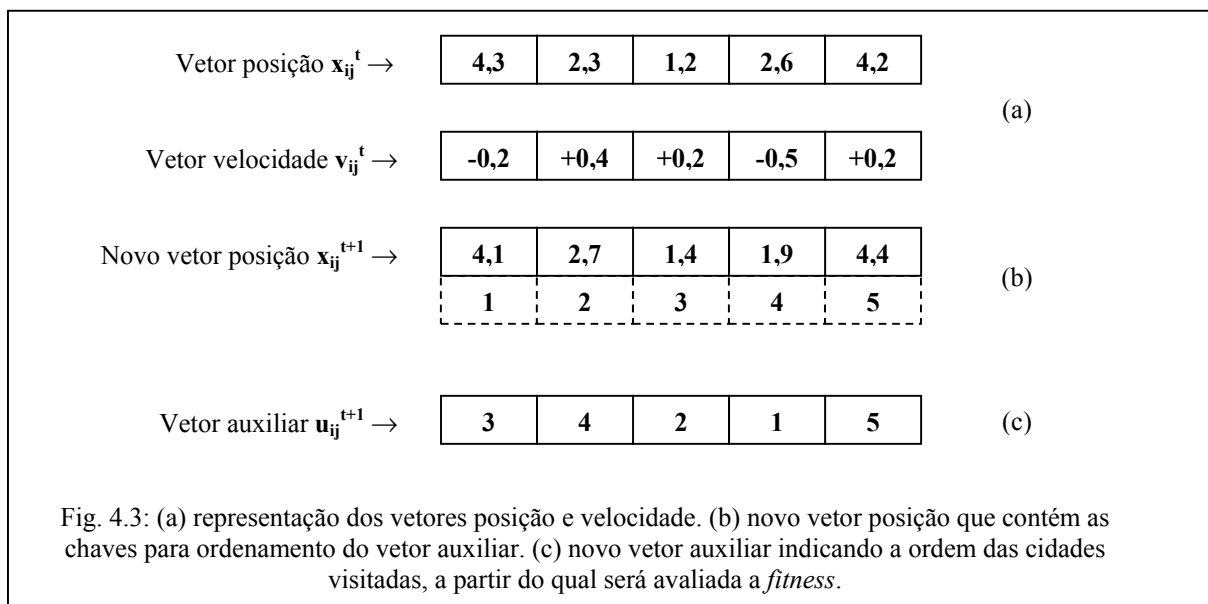 Vetor posição x_ij^t → 4,3 2,3 1,2 2,6 4,2
(a)
Vetor velocidade v_ij^t → -0,2 +0,4 +0,2 -0,5 +0,2
Novo vetor posição x_ij^t+1 → 4,1 2,7 1,4 1,9 4,4
(b)
1 2 3 4 5
Vetor auxiliar u_ij^t+1 → 3 4 2 1 5 (c)
Fig. 4.3: (a) representação dos vetores posição e velocidade. (b) novo vetor posição que contém as
chaves para ordenamento do vetor auxiliar. (c) novo vetor auxiliar indicando a ordem das cidades
visitadas, a partir do qual será avaliada a fitness.